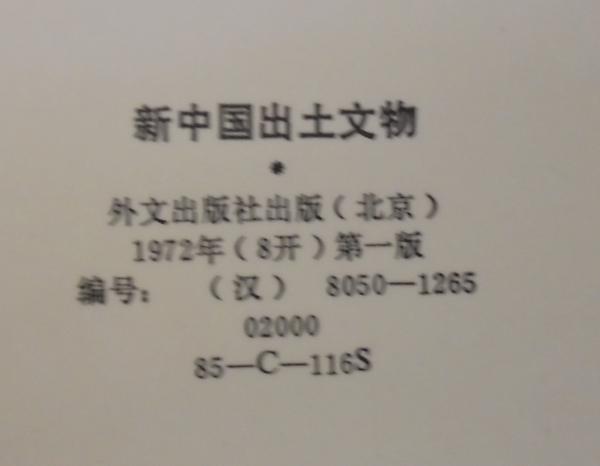 新中国出土文物
*
外文出版社出版（北京）
1972年（8开）第一版
编号：（汉）8050—1265
02000
85—C—116S